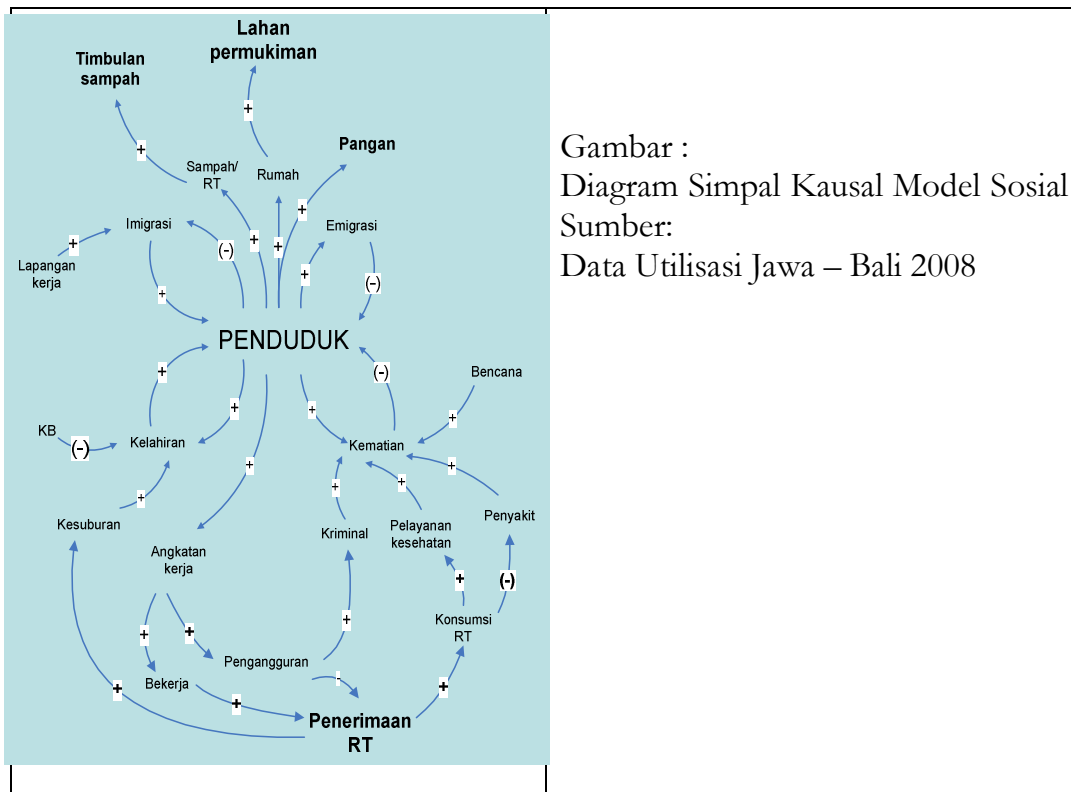 Lahan
permukiman
Timbulan
sampah
+
Pangan
+
Sampah/
RT
Rumah
+
Imigrasi
Emigrasi
+
(-)
+
+
+
Lapangan
kerja
+
(-)
+
PENDUDUK
(-)
Bencana
+
+
+
+
KB
(-)
Kelahiran
Kematian
+
+
+
+
+
Kesuburan
Kriminal
Pelayanan
kesehatan
Penyakit
Angkatan
kerja
+
(-)
+
Konsumsi
RT
+
+
Pengangguran
Bekerja
-
+
+
+
Penerimaan
RT
Gambar :
Diagram Simpal Kausal Model Sosial
Sumber:
Data Utilisasi Jawa – Bali 2008